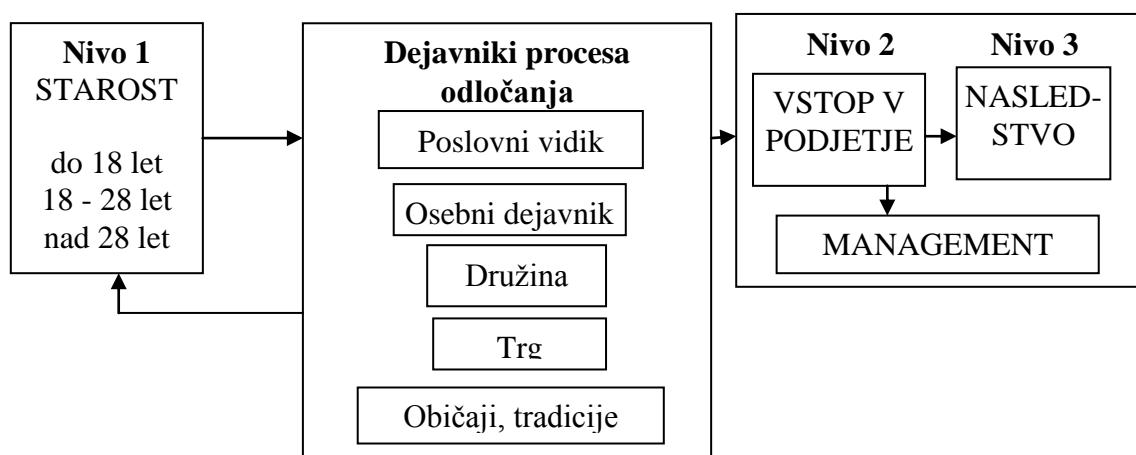 Nivo 1
STAROST
do 18 let
18 - 28 let
nad 28 let
Dejavniki procesa
odločanja
Poslovni vidik
Osebni dejavnik
Družina
Trg
Običaji, tradicije
Nivo 2
VSTOP V
PODJETJE
Nivo 3
NASLED-
STVO
MANAGEMENT